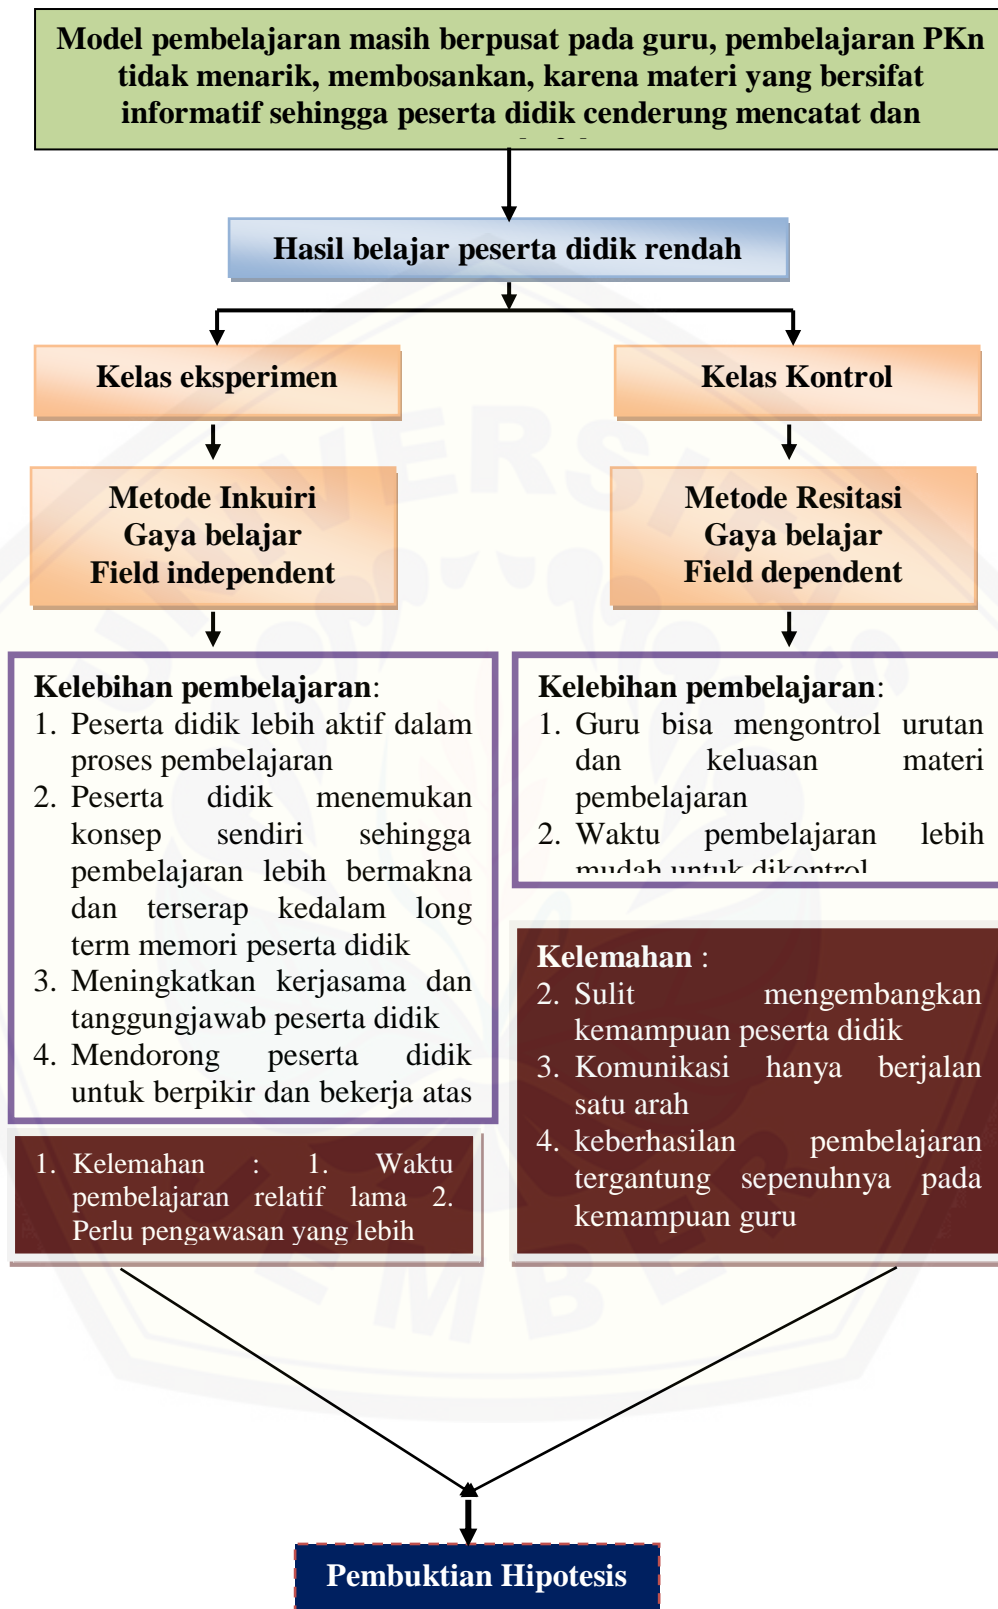 Model pembelajaran masih berpusat pada guru, pembelajaran PKn
tidak menarik, membosankan, karena materi yang bersifat
informatif sehingga peserta didik cenderung mencatat dan
Hasil belajar peserta didik rendah
Kelas eksperimen
Kelas Kontrol
Metode Inkuiri
Gaya belajar
Field independent
Metode Resitasi
Gaya belajar
Field dependent
Kelebihan pembelajaran:
1. Peserta didik lebih aktif dalam
proses pembelajaran
2. Peserta didik menemukan
konsep sendiri sehingga
pembelajaran lebih bermakna
dan terserap kedalam long
term memori peserta didik
3. Meningkatkan kerjasama dan
tanggungjawab peserta didik
4. Mendorong peserta didik
untuk berpikir dan bekerja atas
1. Kelemahan : 1. Waktu
pembelajaran relatif lama 2.
Perlu pengawasan yang lebih
Kelebihan pembelajaran:
1. Guru bisa mengontrol urutan
dan keluasan materi
pembelajaran
2. Waktu pembelajaran lebih
mudah untuk dikontrol
Kelemahan :
2. Sulit mengembangkan
kemampuan peserta didik
3. Komunikasi hanya berjalan
satu arah
4. keberhasilan pembelajaran
tergantung sepenuhnya pada
kemampuan guru
Pembuktian Hipotesis
UNIVERSITAS
JEMBER